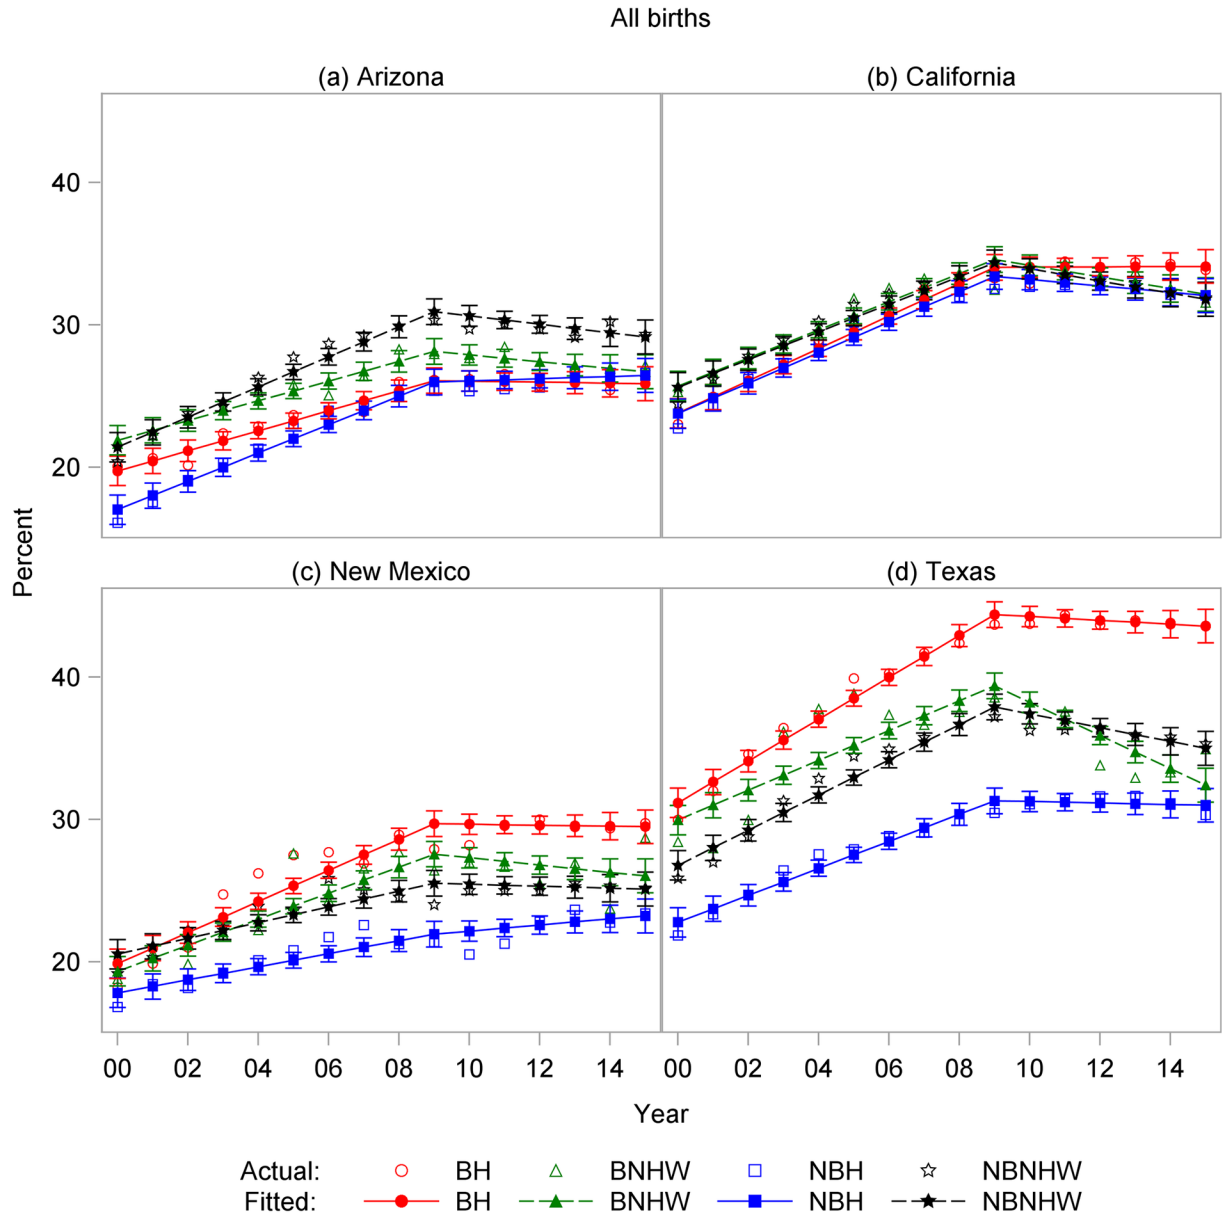 All births
(a) Arizona
(b) California
40
30
20
Percent
(c) New Mexico
(d) Texas
40
30
20
00 02 04 06 08 10 12 14
00 02 04 06 08 10 12 14
Year
Actual: BH BNHW NBH NBNHW
Fitted: BH BNHW NBH NBNHW